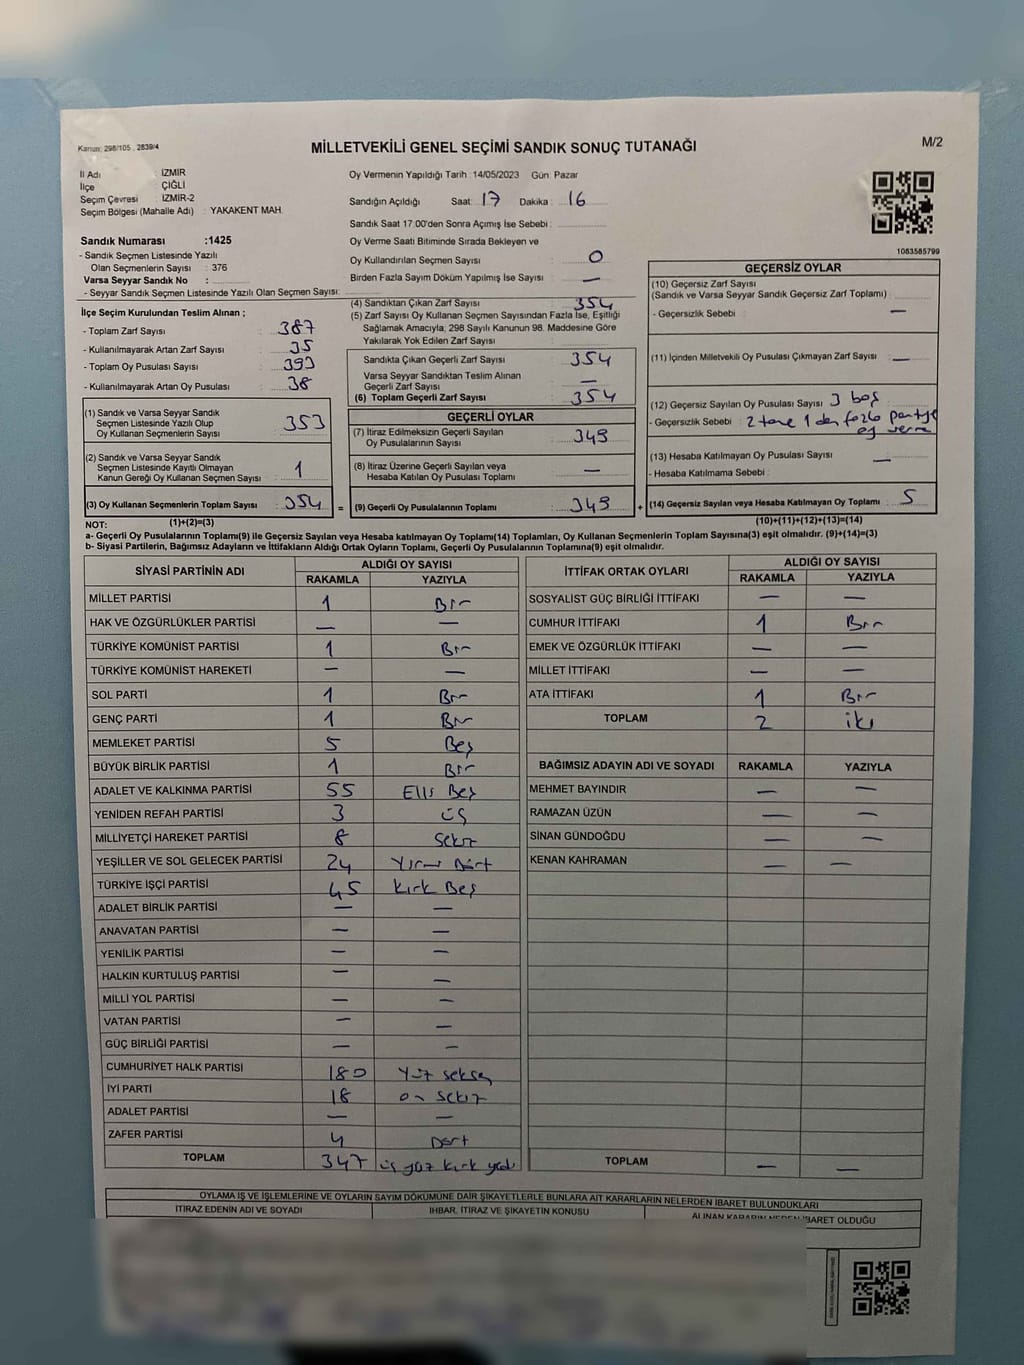 Kanun: 298/105 , 2839/4
MİLLETVEKİLİ GENEL SEÇİMİ SANDIK SONUÇ TUTANAĞI
M/2
İl Adı : İZMİR
İlçe : ÇİĞLİ
Seçim Çevresi : İZMİR-2
Seçim Bölgesi (Mahalle Adı) : YAKAKENT MAH.
Sandık Numarası :1425
- Sandık Seçmen Listesinde Yazılı
Olan Seçmenlerin Sayısı : 376
Varsa Seyyar Sandık No :
- Seyyar Sandık Seçmen Listesinde Yazılı Olan Seçmen Sayısı:
Oy Vermenin Yapıldığı Tarih : 14/05/2023 Gün: Pazar
Sandığın Açıldığı Saat: 17 Dakika : 16
Sandık Saat 17.00'den Sonra Açılmış İse Sebebi :
Oy Verme Saati Bitiminde Sırada Bekleyen ve
Oy Kullandırılan Seçmen Sayısı : 0
Birden Fazla Sayım Döküm Yapılmış İse Sayısı : —
1083585799
İlçe Seçim Kurulundan Teslim Alınan ;
- Toplam Zarf Sayısı : 387
- Kullanılmayarak Artan Zarf Sayısı : 35
- Toplam Oy Pusulası Sayısı : 393
- Kullanılmayarak Artan Oy Pusulası : 38
(1) Sandık ve Varsa Seyyar Sandık
Seçmen Listesinde Yazılı Olup
Oy Kullanan Seçmenlerin Sayısı : 353
(2) Sandık ve Varsa Seyyar Sandık
Seçmen Listesinde Kayıtlı Olmayan
Kanun Gereği Oy Kullanan Seçmen Sayısı : 1
(3) Oy Kullanan Seçmenlerin Toplam Sayısı : 354 =
(4) Sandıktan Çıkan Zarf Sayısı : 354
(5) Zarf Sayısı Oy Kullanan Seçmen Sayısından Fazla İse, Eşitliği
Sağlamak Amacıyla, 298 Sayılı Kanunun 98. Maddesine Göre
Yakılarak Yok Edilen Zarf Sayısı :
Sandıkta Çıkan Geçerli Zarf Sayısı : 354
Varsa Seyyar Sandıktan Teslim Alınan
Geçerli Zarf Sayısı : —
(6) Toplam Geçerli Zarf Sayısı : 354
GEÇERLİ OYLAR
(7) İtiraz Edilmeksizin Geçerli Sayılan
Oy Pusulalarının Sayısı : 349
(8) İtiraz Üzerine Geçerli Sayılan veya
Hesaba Katılan Oy Pusulası Toplamı : —
(9) Geçerli Oy Pusulalarının Toplamı : 349 +
GEÇERSİZ OYLAR
(10) Geçersiz Zarf Sayısı
(Sandık ve Varsa Seyyar Sandık Geçersiz Zarf Toplamı) :
- Geçersizlik Sebebi : —
(11) İçinden Milletvekili Oy Pusulası Çıkmayan Zarf Sayısı : —
(12) Geçersiz Sayılan Oy Pusulası Sayısı : 3 boş
- Geçersizlik Sebebi : 2 tane 1 den fazla partiye
oy verme
(13) Hesaba Katılmayan Oy Pusulası Sayısı : —
- Hesaba Katılmama Sebebi :
(14) Geçersiz Sayılan veya Hesaba Katılmayan Oy Toplamı : 5
NOT: (1)+(2)=(3) (10)+(11)+(12)+(13)=(14)
a- Geçerli Oy Pusulalarının Toplamı(9) ile Geçersiz Sayılan veya Hesaba katılmayan Oy Toplamı(14) Toplamları, Oy Kullanan Seçmenlerin Toplam Sayısına(3) eşit olmalıdır. (9)+(14)=(3)
b- Siyasi Partilerin, Bağımsız Adayların ve İttifakların Aldığı Ortak Oyların Toplamı, Geçerli Oy Pusulalarının Toplamına(9) eşit olmalıdır.
SİYASİ PARTİNİN ADI ALDIĞI OY SAYISI
RAKAMLA YAZIYLA
MİLLET PARTİSİ 1 Bir
HAK VE ÖZGÜRLÜKLER PARTİSİ — —
TÜRKİYE KOMÜNİST PARTİSİ 1 Bir
TÜRKİYE KOMÜNİST HAREKETİ — —
SOL PARTİ 1 Bir
GENÇ PARTİ 1 Bir
MEMLEKET PARTİSİ 5 Beş
BÜYÜK BİRLİK PARTİSİ 1 Bir
ADALET VE KALKINMA PARTİSİ 55 Elli Beş
YENİDEN REFAH PARTİSİ 3 üç
MİLLİYETÇİ HAREKET PARTİSİ 8 Sekiz
YEŞİLLER VE SOL GELECEK PARTİSİ 24 Yirmi Dört
TÜRKİYE İŞÇİ PARTİSİ 45 Kırk Beş
ADALET BİRLİK PARTİSİ — —
ANAVATAN PARTİSİ — —
YENİLİK PARTİSİ — —
HALKIN KURTULUŞ PARTİSİ — —
MİLLİ YOL PARTİSİ — —
VATAN PARTİSİ — —
GÜÇ BİRLİĞİ PARTİSİ — —
CUMHURİYET HALK PARTİSİ 180 Yüz seksen
İYİ PARTİ 18 on sekiz
ADALET PARTİSİ — —
ZAFER PARTİSİ 4 Dört
TOPLAM 347 üç yüz kırk yedi
İTTİFAK ORTAK OYLARI ALDIĞI OY SAYISI
RAKAMLA YAZIYLA
SOSYALİST GÜÇ BİRLİĞİ İTTİFAKI — —
CUMHUR İTTİFAKI 1 Bir
EMEK VE ÖZGÜRLÜK İTTİFAKI — —
MİLLET İTTİFAKI — —
ATA İTTİFAKI 1 Bir
TOPLAM 2 iki
BAĞIMSIZ ADAYIN ADI VE SOYADI RAKAMLA YAZIYLA
MEHMET BAYINDIR — —
RAMAZAN ÜZÜN — —
SİNAN GÜNDOĞDU — —
KENAN KAHRAMAN — —
TOPLAM — —
OYLAMA İŞ VE İŞLEMLERİNE VE OYLARIN SAYIM DÖKÜMÜNE DAİR ŞİKAYETLERLE BUNLARA AİT KARARLARIN NELERDEN İBARET BULUNDUKLARI
İTİRAZ EDENİN ADI VE SOYADI İHBAR, İTİRAZ VE ŞİKAYETİN KONUSU ALINAN KARARIN NEDEN İBARET OLDUĞU